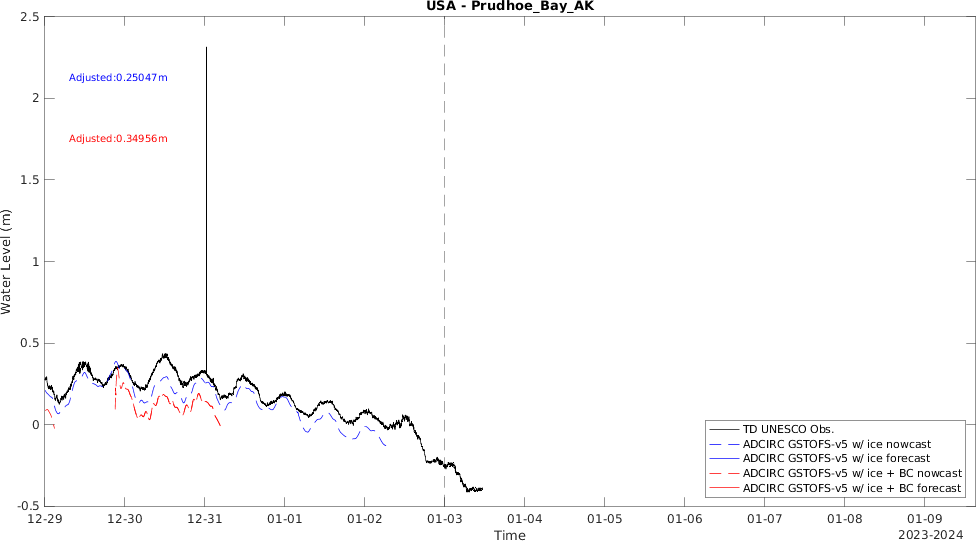 USA - Prudhoe_Bay_AK
2.5
2
1.5
1
0.5
0
-0.5
Water Level (m)
Adjusted:0.25047m
Adjusted:0.34956m
TD UNESCO Obs.
ADCIRC GSTOFS-v5 w/ ice nowcast
ADCIRC GSTOFS-v5 w/ ice forecast
ADCIRC GSTOFS-v5 w/ ice + BC nowcast
ADCIRC GSTOFS-v5 w/ ice + BC forecast
12-29 12-30 12-31 01-01 01-02 01-03 01-04 01-05 01-06 01-07 01-08 01-09
Time
2023-2024